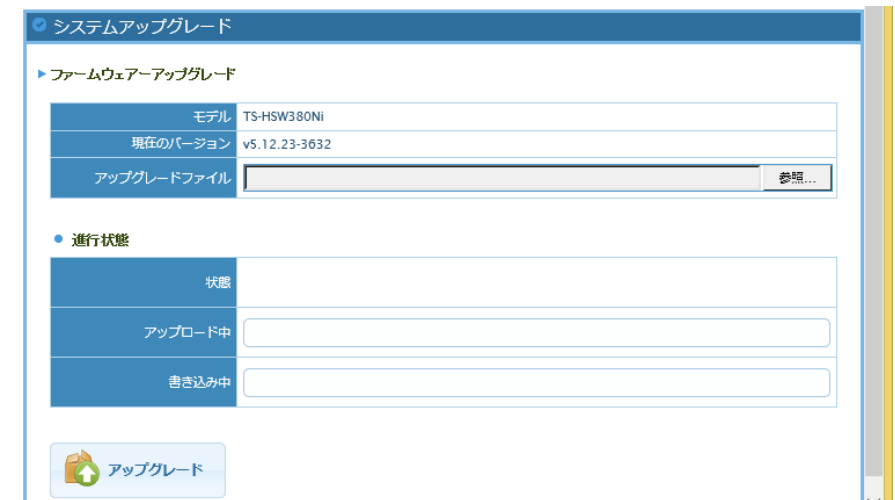 システムアップグレード
ファームウェアーアップグレード
モデル TS-HSW380Ni
現在のバージョン v5.12.23-3632
アップグレードファイル 参照...
進行状態
状態
アップロード中
書き込み中
アップグレード